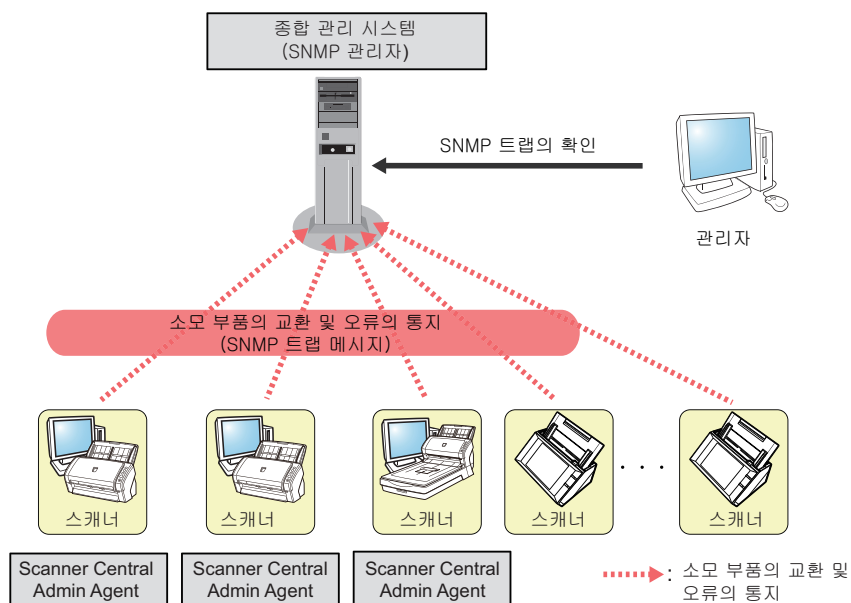 종합 관리 시스템
(SNMP 관리자)
SNMP 트랩의 확인
관리자
소모 부품의 교환 및 오류의 통지
(SNMP 트랩 메시지)
스캐너
스캐너
스캐너
스캐너
. . .
스캐너
Scanner Central
Admin Agent
Scanner Central
Admin Agent
Scanner Central
Admin Agent
: 소모 부품의 교환 및
오류의 통지